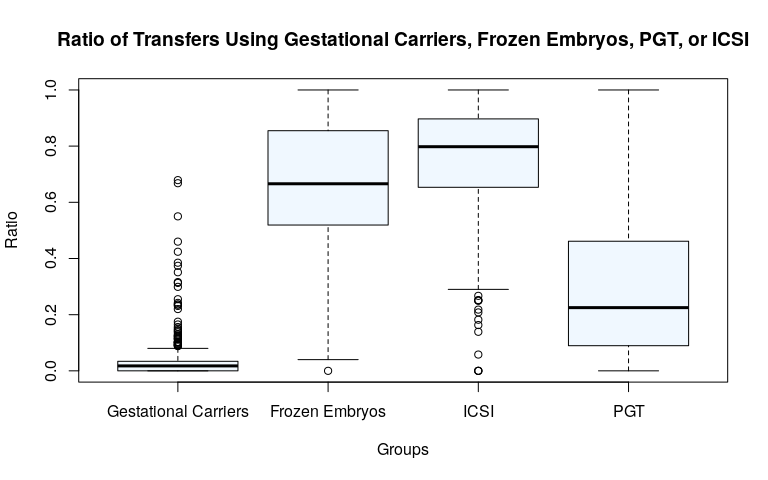 Ratio of Transfers Using Gestational Carriers, Frozen Embryos, PGT, or ICSI
1.0
0.8
0.6
0.4
0.2
0.0
Ratio
Gestational Carriers Frozen Embryos ICSI PGT
Groups